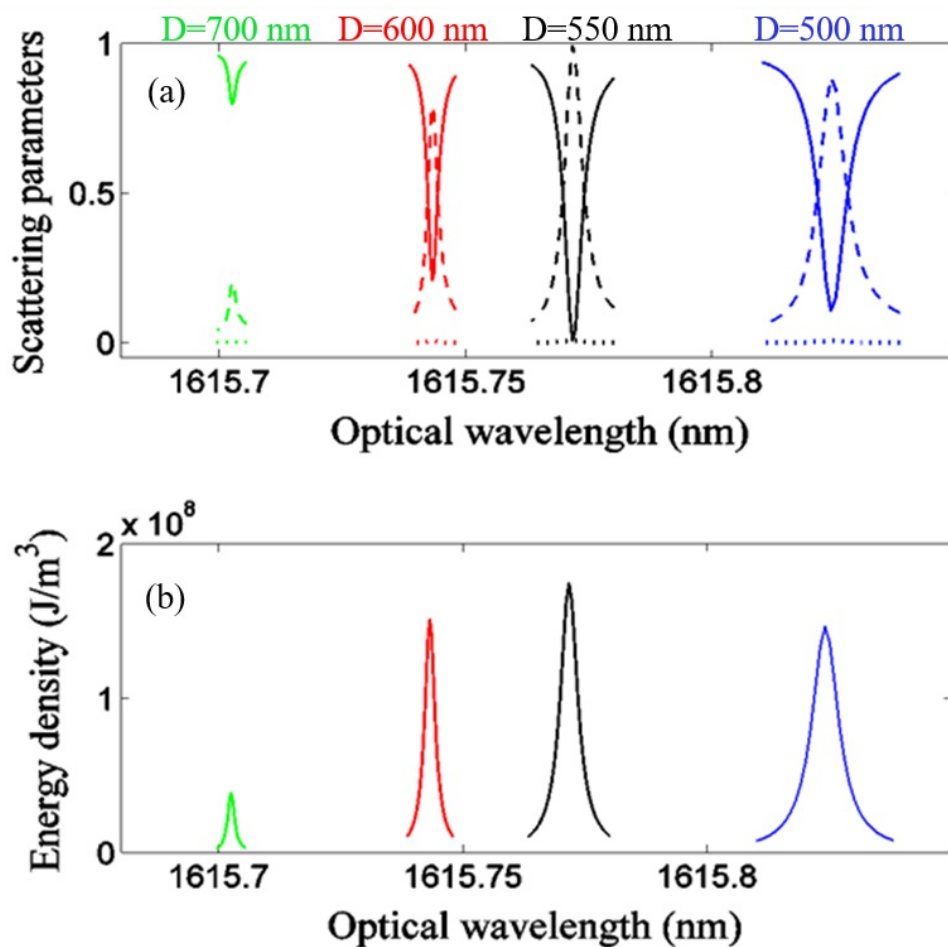 D=700 nm D=600 nm D=550 nm D=500 nm
1
(a)
0.5
0
Scattering parameters
1615.7 1615.75 1615.8
Optical wavelength (nm)
2 x 10^8
(b)
1
0
Energy density (J/m^3)
1615.7 1615.75 1615.8
Optical wavelength (nm)